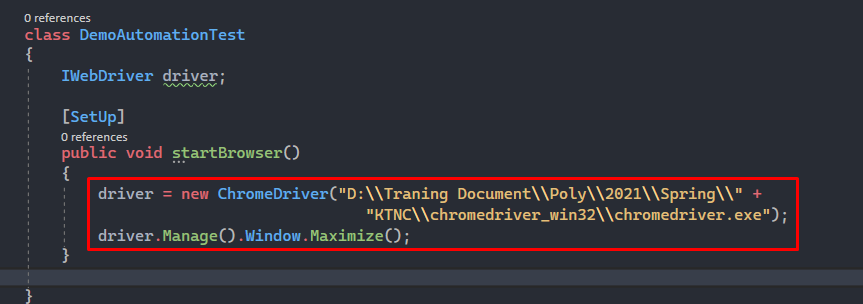 0 references
class DemoAutomationTest
{
IWebDriver driver;
[SetUp]
0 references
public void startBrowser()
{
driver = new ChromeDriver("D:\\Traning Document\\Poly\\2021\\Spring\\" +
"KTNC\\chromedriver_win32\\chromedriver.exe");
driver.Manage().Window.Maximize();
}
}